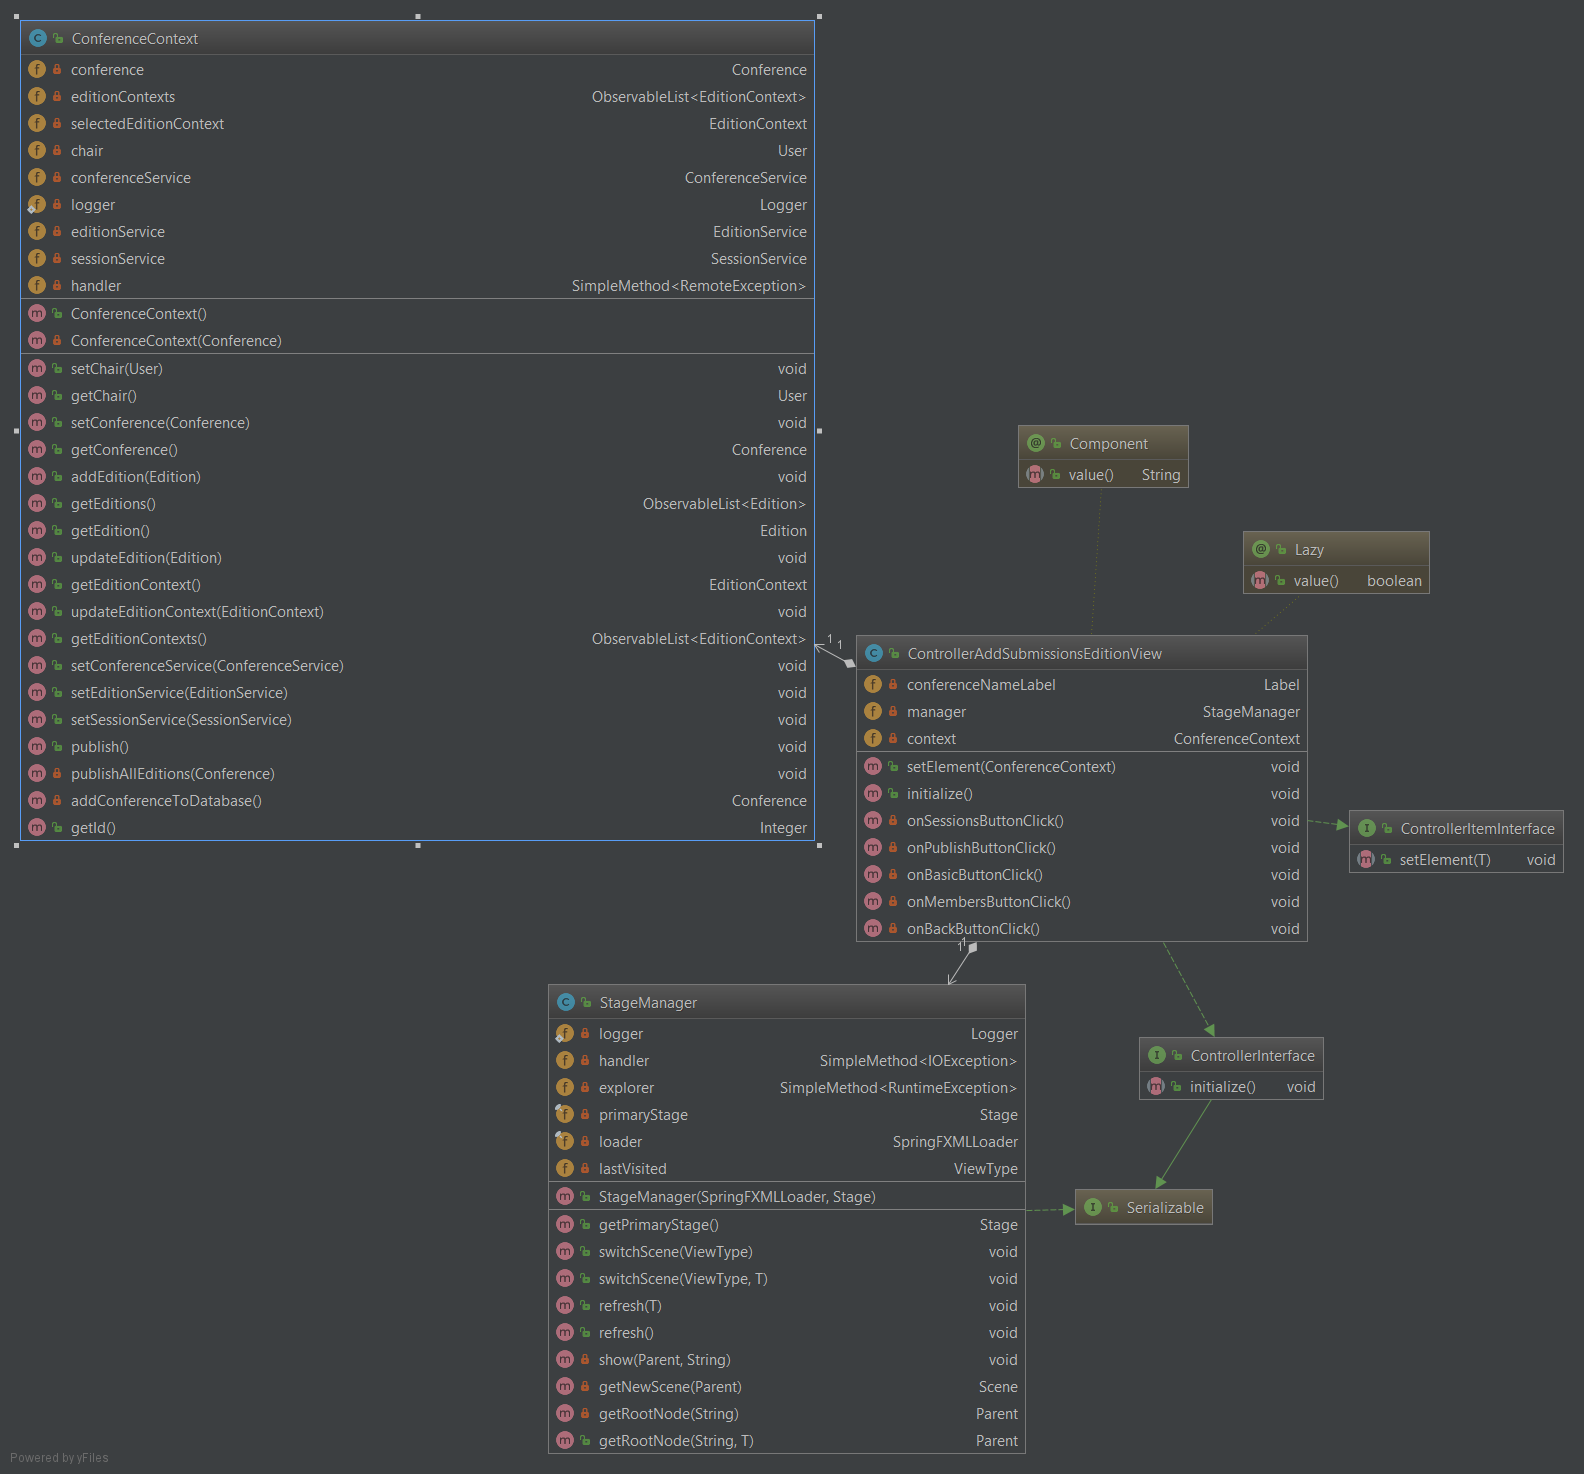 ConferenceContext
conference Conference
editionContexts ObservableList<EditionContext>
selectedEditionContext EditionContext
chair User
conferenceService ConferenceService
logger Logger
editionService EditionService
sessionService SessionService
handler SimpleMethod<RemoteException>
ConferenceContext()
ConferenceContext(Conference)
setChair(User) void
getChair() User
setConference(Conference) void
getConference() Conference
addEdition(Edition) void
getEditions() ObservableList<Edition>
getEdition() Edition
updateEdition(Edition) void
getEditionContext() EditionContext
updateEditionContext(EditionContext) void
getEditionContexts() ObservableList<EditionContext>
setConferenceService(ConferenceService) void
setEditionService(EditionService) void
setSessionService(SessionService) void
publish() void
publishAllEditions(Conference) void
addConferenceToDatabase() Conference
getId() Integer
Component
value() String
Lazy
value() boolean
1 1
ControllerAddSubmissionsEditionView
conferenceNameLabel Label
manager StageManager
context ConferenceContext
setElement(ConferenceContext) void
initialize() void
onSessionsButtonClick() void
onPublishButtonClick() void
onBasicButtonClick() void
onMembersButtonClick() void
onBackButtonClick() void
ControllerItemInterface
setElement(T) void
1 1
StageManager
logger Logger
handler SimpleMethod<IOException>
explorer SimpleMethod<RuntimeException>
primaryStage Stage
loader SpringFXMLLoader
lastVisited ViewType
StageManager(SpringFXMLLoader, Stage)
getPrimaryStage() Stage
switchScene(ViewType) void
switchScene(ViewType, T) void
refresh(T) void
refresh() void
show(Parent, String) void
getNewScene(Parent) Scene
getRootNode(String) Parent
getRootNode(String, T) Parent
ControllerInterface
initialize() void
Serializable
Powered by yFiles